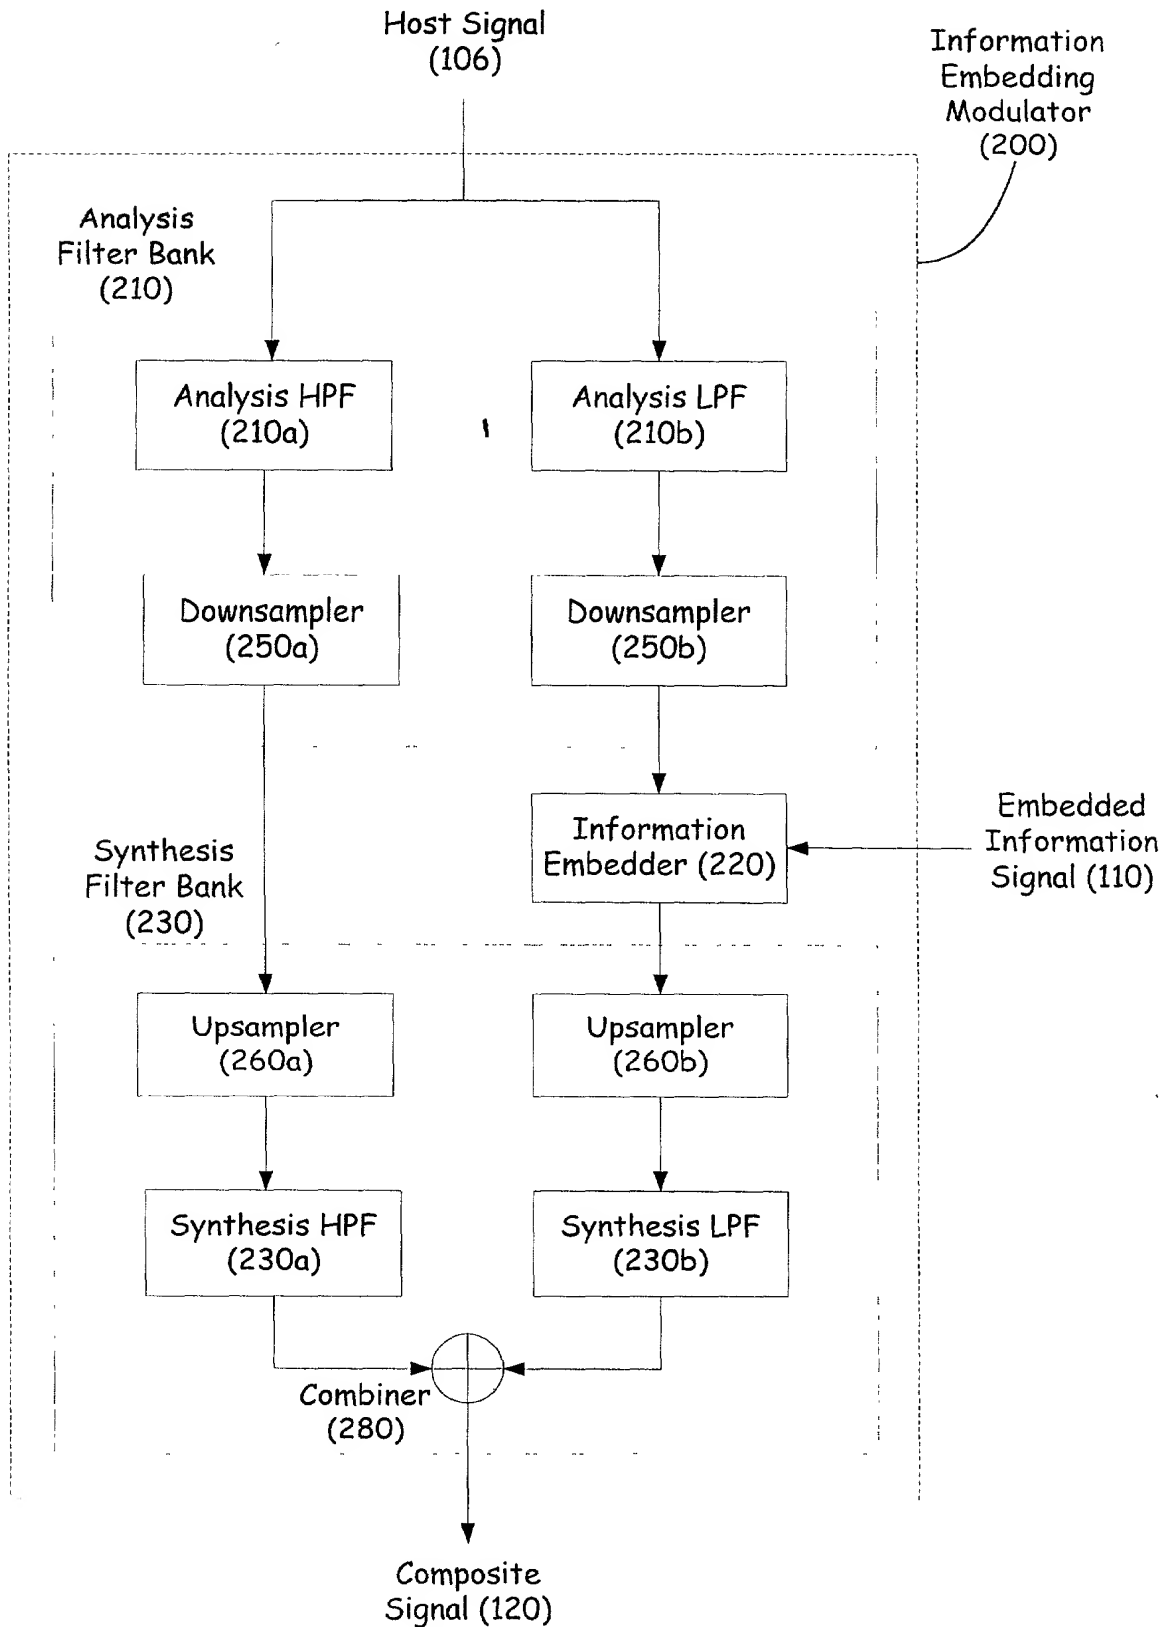 Host Signal
(106)
Information
Embedding
Modulator
(200)
Analysis
Filter Bank
(210)
Analysis HPF
(210a)
Analysis LPF
(210b)
Downsampler
(250a)
Downsampler
(250b)
Information
Embedder (220)
Embedded
Information
Signal (110)
Synthesis
Filter Bank
(230)
Upsampler
(260a)
Upsampler
(260b)
Synthesis HPF
(230a)
Synthesis LPF
(230b)
Combiner
(280)
Composite
Signal (120)